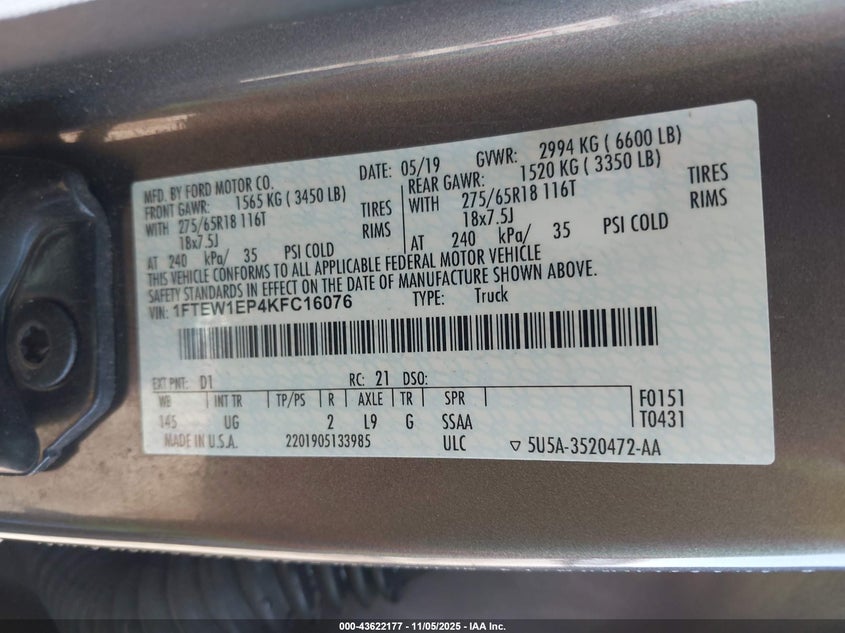 MFD. BY FORD MOTOR CO. DATE: 05/19 GVWR: 2994 KG ( 6600 LB)
FRONT GAWR: 1565 KG ( 3450 LB) REAR GAWR: 1520 KG ( 3350 LB)
WITH 275/65R18 116T TIRES WITH 275/65R18 116T TIRES
18x7.5J RIMS 18x7.5J RIMS
AT 240 kPa/ 35 PSI COLD AT 240 kPa/ 35 PSI COLD
THIS VEHICLE CONFORMS TO ALL APPLICABLE FEDERAL MOTOR VEHICLE
SAFETY STANDARDS IN EFFECT ON THE DATE OF MANUFACTURE SHOWN ABOVE.
VIN: 1FTEW1EP4KFC16076 TYPE: Truck
EXT PNT: D1 RC: 21 DSO:
WB INT TR TP/PS R AXLE TR SPR F0151
145 UG 2 L9 G SSAA T0431
MADE IN U.S.A. 2201905133985 ULC ▽ 5U5A-3520472-AA
000-43622177 - 11/05/2025 - IAA Inc.